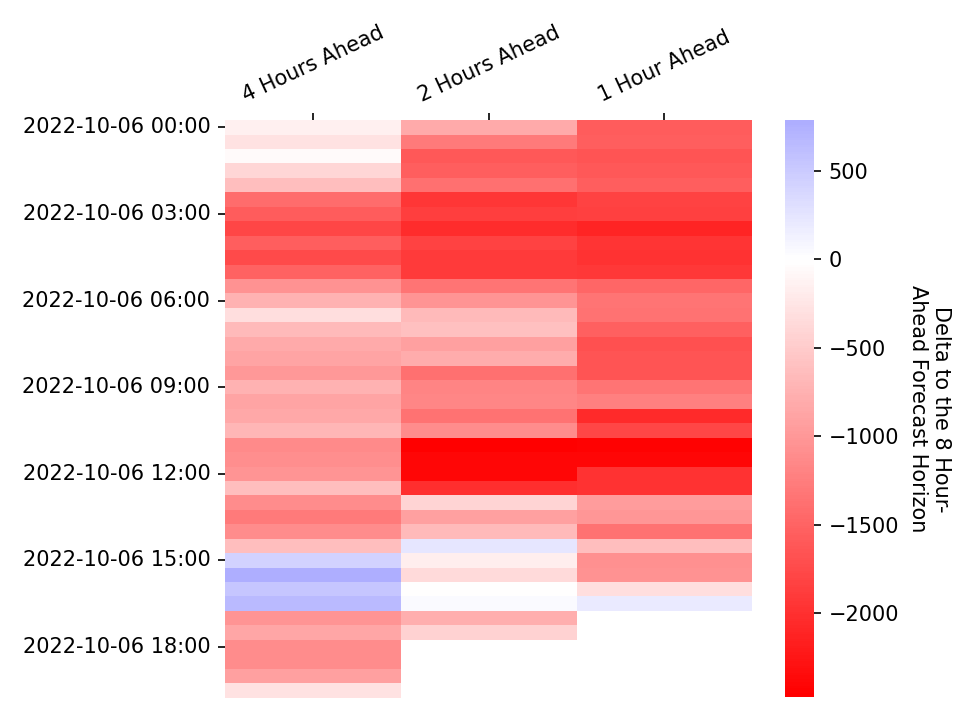 4 Hours Ahead
2 Hours Ahead
1 Hour Ahead
2022-10-06 00:00
2022-10-06 03:00
2022-10-06 06:00
2022-10-06 09:00
2022-10-06 12:00
2022-10-06 15:00
2022-10-06 18:00
500
0
−500
−1000
−1500
−2000
Delta to the 8 Hour-
Ahead Forecast Horizon